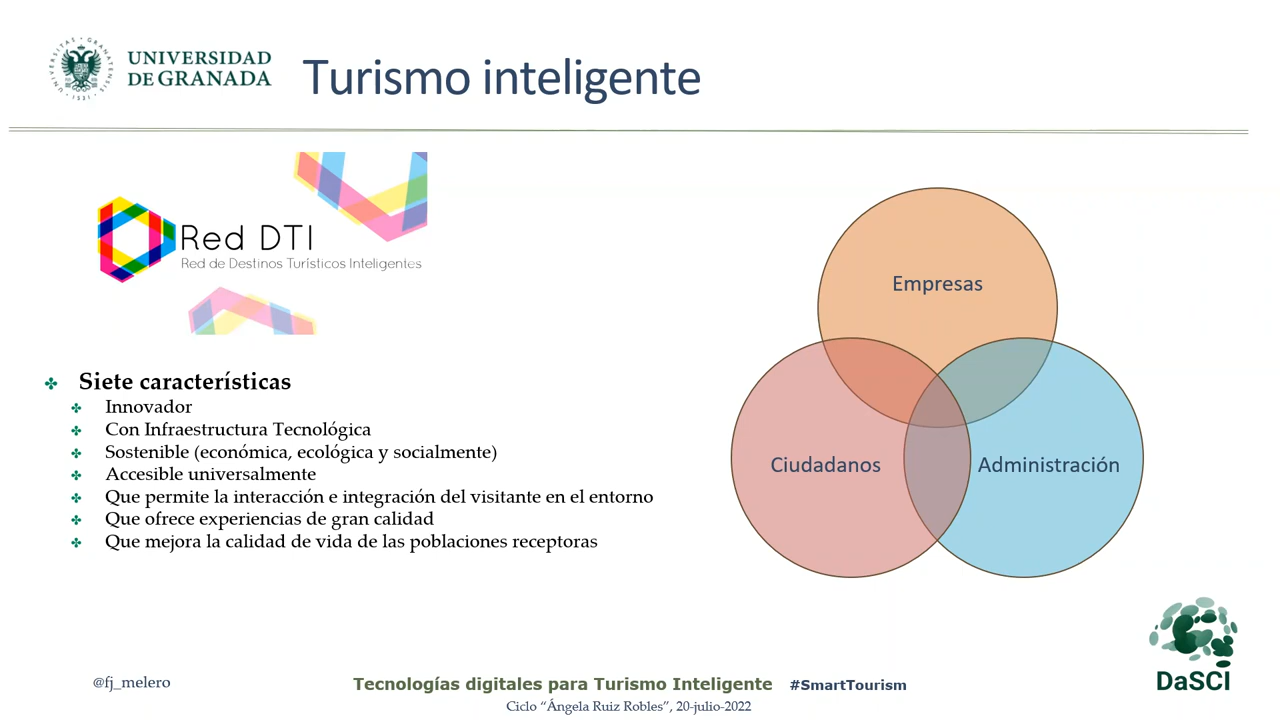 UNIVERSIDAD
DE GRANADA
Turismo inteligente
Red DTI
Red de Destinos Turísticos Inteligentes
Siete características
Innovador
Con Infraestructura Tecnológica
Sostenible (económica, ecológica y socialmente)
Accesible universalmente
Que permite la interacción e integración del visitante en el entorno
Que ofrece experiencias de gran calidad
Que mejora la calidad de vida de las poblaciones receptoras
Empresas
Ciudadanos
Administración
DaSCI
@fj_melero
Tecnologías digitales para Turismo Inteligente #SmartTourism
Ciclo “Ángela Ruiz Robles”, 20-julio-2022